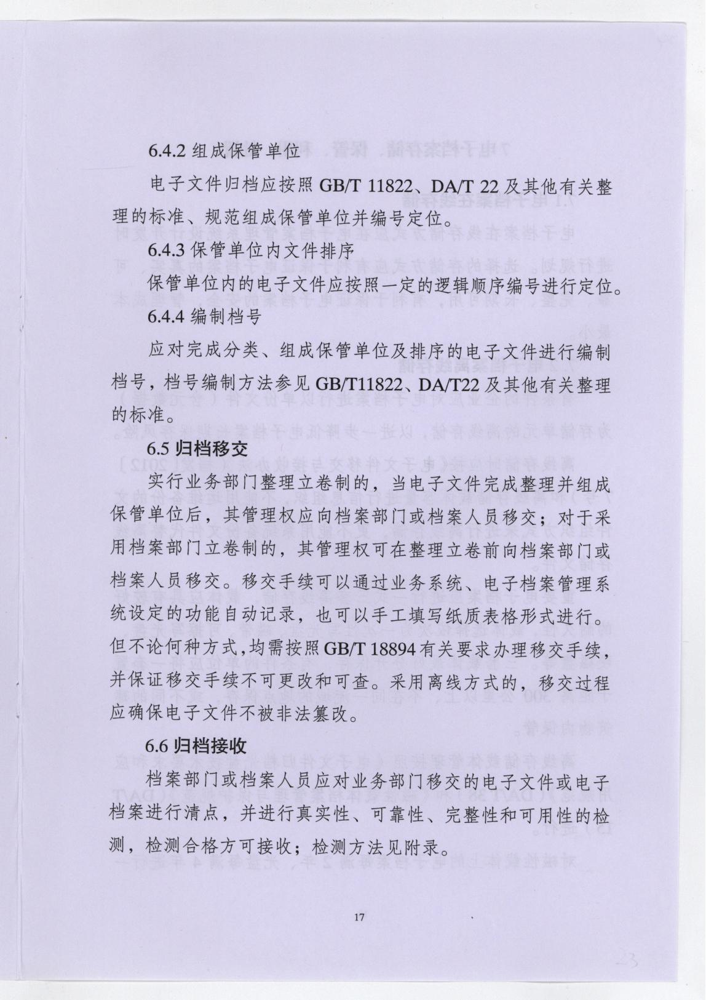 6.4.2 组成保管单位
电子文件归档应按照 GB/T 11822、DA/T 22 及其他有关整
理的标准、规范组成保管单位并编号定位。
6.4.3 保管单位内文件排序
保管单位内的电子文件应按照一定的逻辑顺序编号进行定位。
6.4.4 编制档号
应对完成分类、组成保管单位及排序的电子文件进行编制
档号，档号编制方法参见 GB/T11822、DA/T22 及其他有关整理
的标准。
6.5 归档移交
实行业务部门整理立卷制的，当电子文件完成整理并组成
保管单位后，其管理权应向档案部门或档案人员移交；对于采
用档案部门立卷制的，其管理权可在整理立卷前向档案部门或
档案人员移交。移交手续可以通过业务系统、电子档案管理系
统设定的功能自动记录，也可以手工填写纸质表格形式进行。
但不论何种方式，均需按照 GB/T 18894 有关要求办理移交手续，
并保证移交手续不可更改和可查。采用离线方式的，移交过程
应确保电子文件不被非法篡改。
6.6 归档接收
档案部门或档案人员应对业务部门移交的电子文件或电子
档案进行清点，并进行真实性、可靠性、完整性和可用性的检
测，检测合格方可接收；检测方法见附录。
17
23